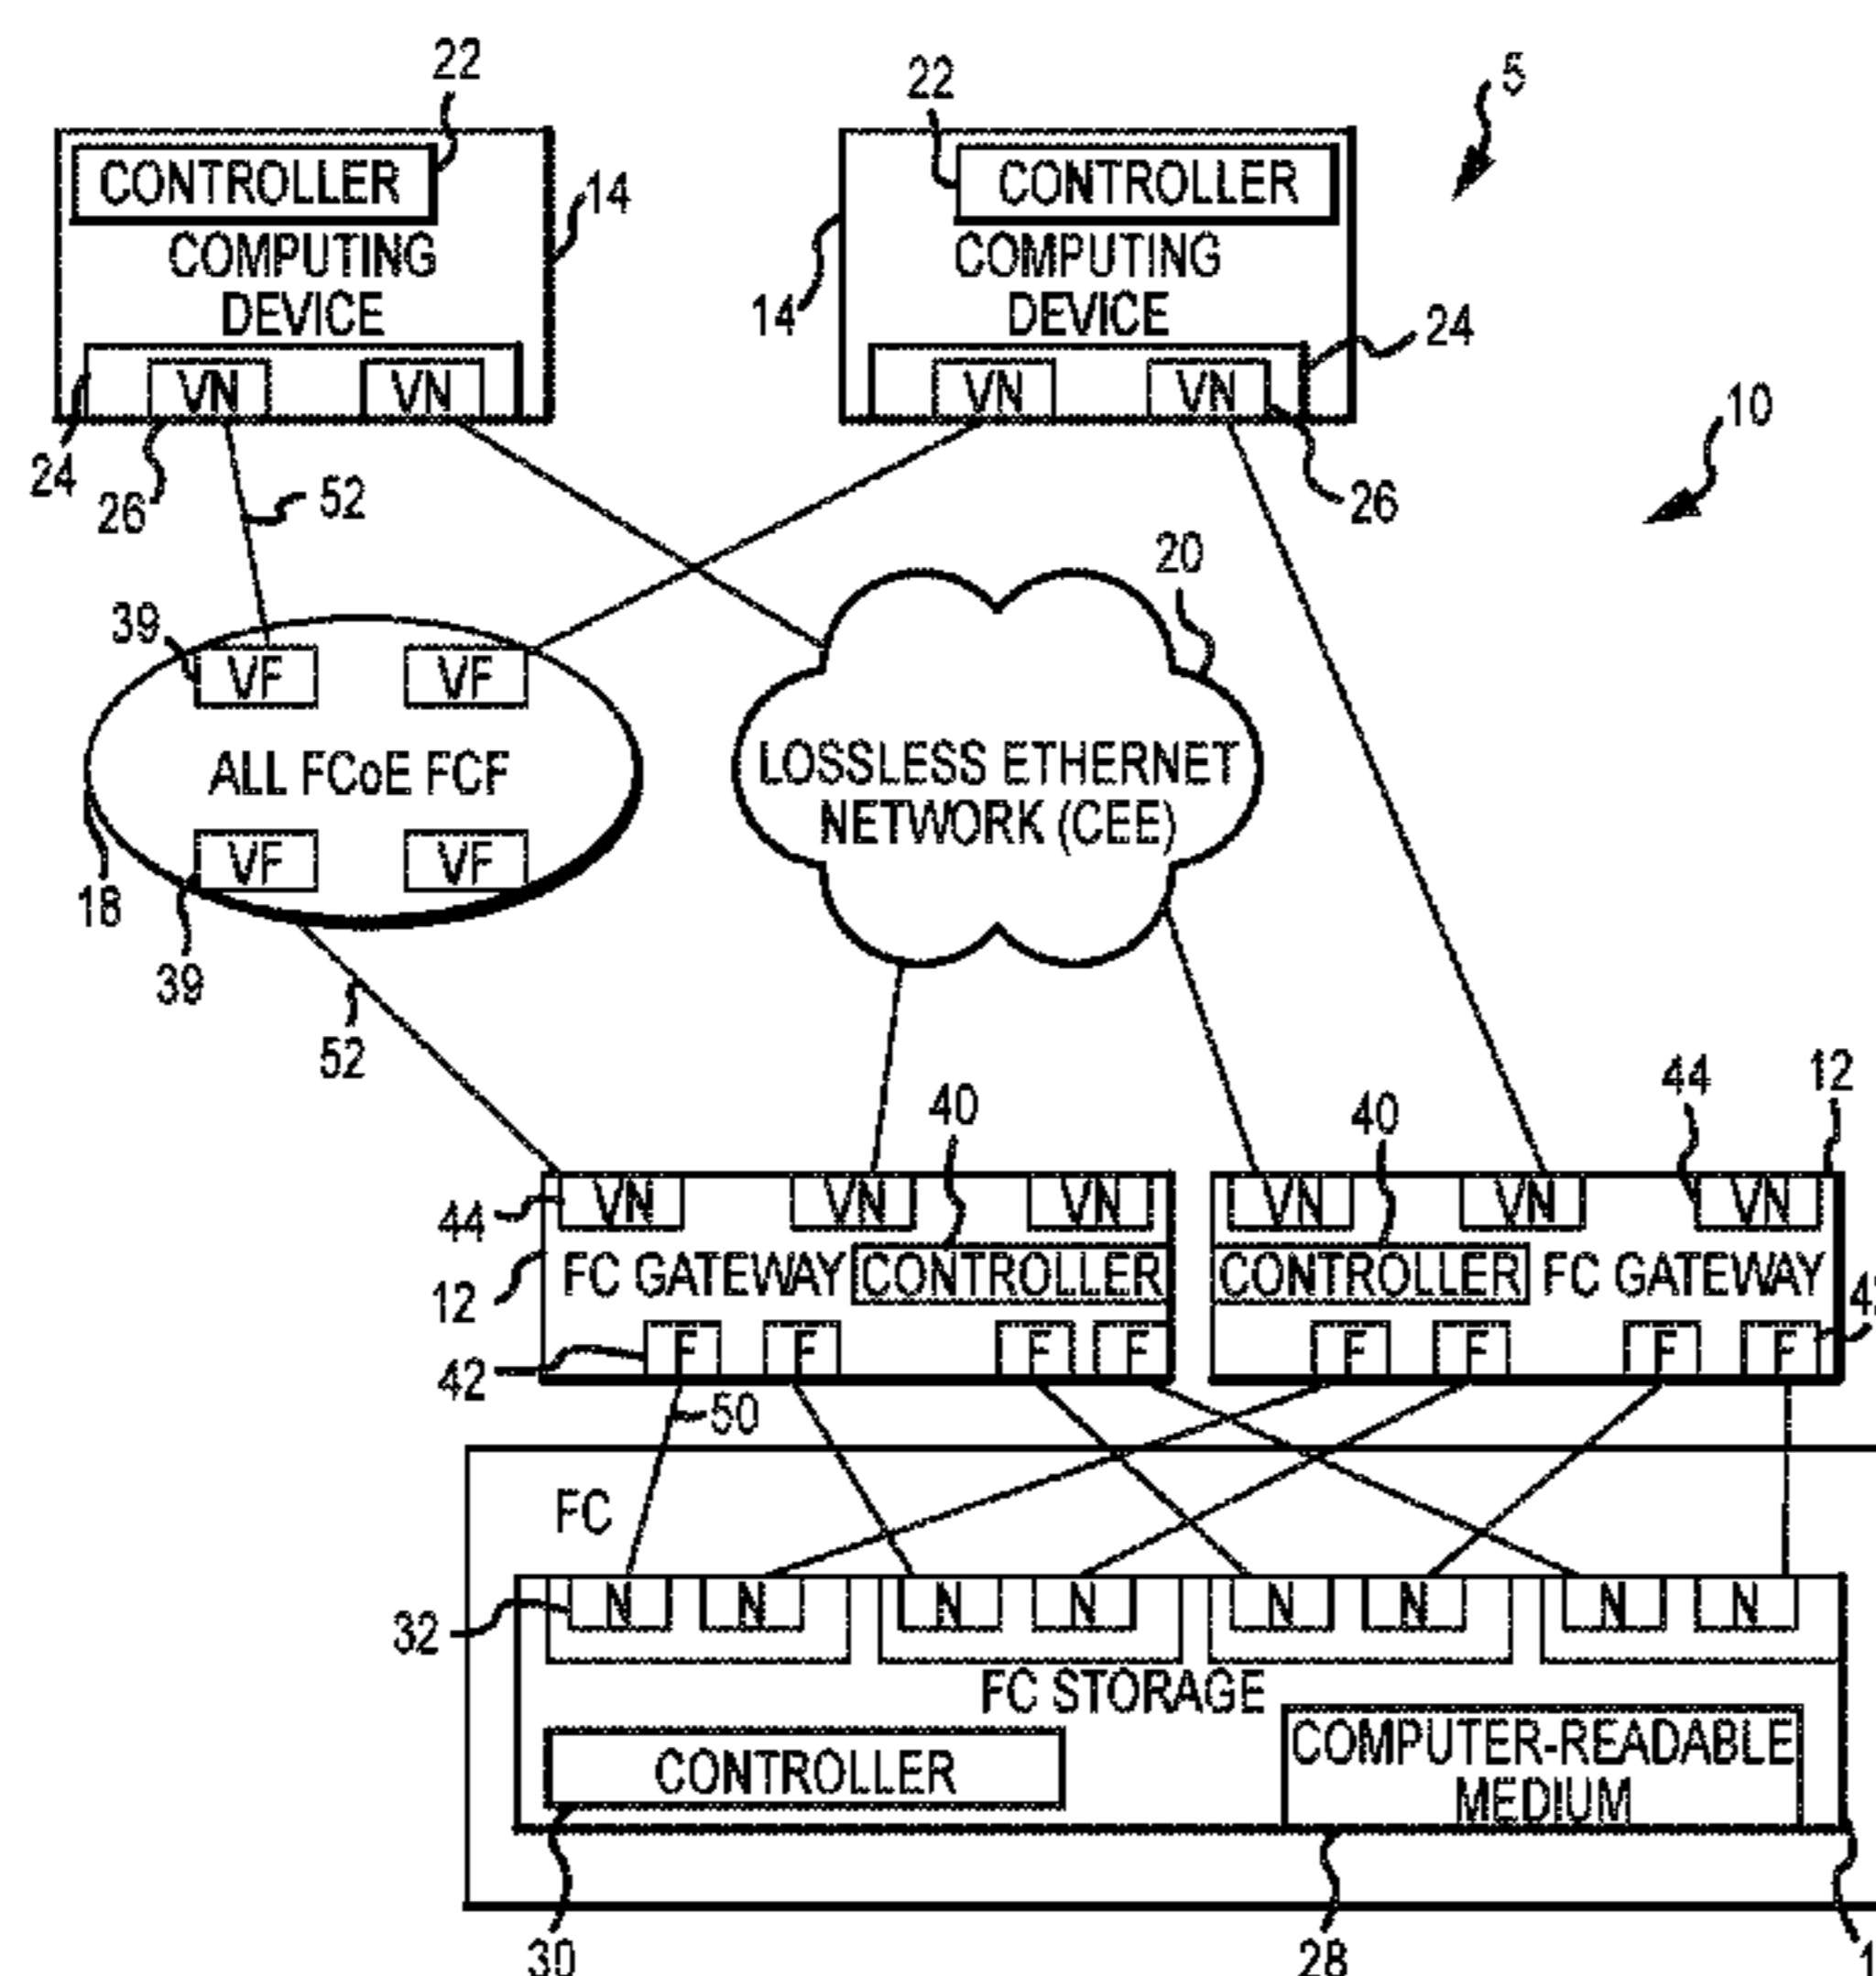 22
22
5
CONTROLLER
CONTROLLER
14
COMPUTING
DEVICE
COMPUTING
DEVICE
14
24
VN
VN
VN
VN
10
24
26
52
26
20
39
VF
VF
ALL FCoE FCF
LOSSLESS ETHERNET
NETWORK (CEE)
VF
VF
18
39
52
44
12
40
40
44
VN
VN
VN
VN
VN
VN
12
FC GATEWAY
CONTROLLER
CONTROLLER
FC GATEWAY
42
F
F
F
F
F
F
F
F
50
FC
32
N
N
N
N
N
N
N
N
FC STORAGE
CONTROLLER
COMPUTER-READABLE
MEDIUM
30
28